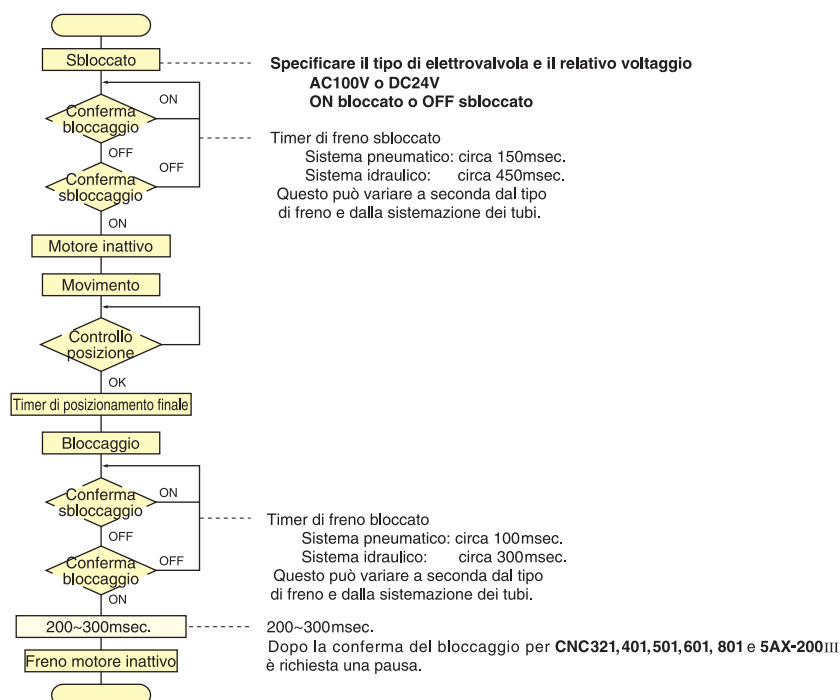 Sbloccato
Specificare il tipo di elettrovalvola e il relativo voltaggio
AC100V o DC24V
ON bloccato o OFF sbloccato
ON
Conferma
bloccaggio
OFF
Timer di freno sbloccato
Sistema pneumatico: circa 150msec.
Sistema idraulico: circa 450msec.
Questo può variare a seconda dal tipo
di freno e dalla sistemazione dei tubi.
OFF
Conferma
sbloccaggio
ON
Motore inattivo
Movimento
Controllo
posizione
OK
Timer di posizionamento finale
Bloccaggio
Conferma
sbloccaggio
ON
OFF
Timer di freno bloccato
Sistema pneumatico: circa 100msec.
Sistema idraulico: circa 300msec.
Questo può variare a seconda dal tipo
di freno e dalla sistemazione dei tubi.
Conferma
bloccaggio
OFF
ON
200~300msec.
200~300msec.
Dopo la conferma del bloccaggio per CNC321,401,501,601, 801 e 5AX-200III
è richiesta una pausa.
Freno motore inattivo